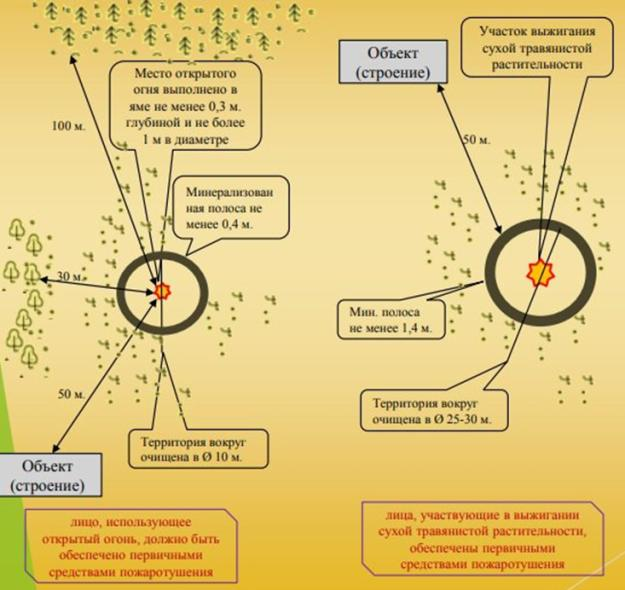 Место открытого
огня выполнено в
яме не менее 0,3 м.
глубиной и не более
1 м в диаметре
100 м.
Минерализован
ная полоса не
менее 0,4 м.
30 м.
50 м.
Территория вокруг
очищена в Ø 10 м.
Объект
(строение)
лицо, использующее
открытый огонь, должно быть
обеспечено первичными
средствами пожаротушения
Объект
(строение)
Участок выжигания
сухой травянистой
растительности
50 м.
Мин. полоса
не менее 1,4 м.
Территория вокруг
очищена в Ø 25-30 м.
лица, участвующие в выжигании
сухой травянистой растительности,
обеспечены первичными
средствами пожаротушения